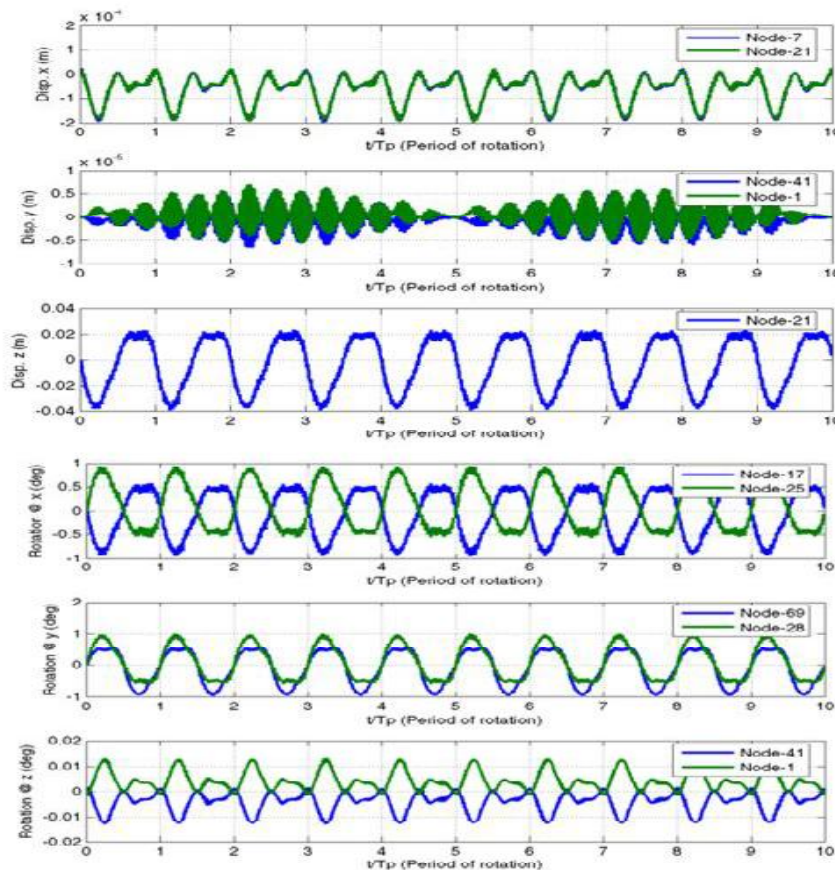 x 10⁻⁴
2
1
0
-1
-2
Disp. x (m)
Node-7
Node-21
0 1 2 3 4 5 6 7 8 9 10
t/Tp (Period of rotation)
x 10⁻⁵
1
0.5
0
-0.5
-1
Disp. y (m)
Node-41
Node-1
0 1 2 3 4 5 6 7 8 9 10
t/Tp (Period of rotation)
0.04
0.02
0
-0.02
-0.04
Disp. z (m)
Node-21
0 1 2 3 4 5 6 7 8 9 10
t/Tp (Period of rotation)
1
0.5
0
-0.5
-1
Rotation @ x (deg)
Node-17
Node-25
0 1 2 3 4 5 6 7 8 9 10
t/Tp (Period of rotation)
2
1
0
-1
Rotation @ y (deg)
Node-69
Node-28
0 1 2 3 4 5 6 7 8 9 10
t/Tp (Period of rotation)
0.02
0.01
0
-0.01
-0.02
Rotation @ z (deg)
Node-41
Node-1
0 1 2 3 4 5 6 7 8 9 10
t/Tp (Period of rotation)